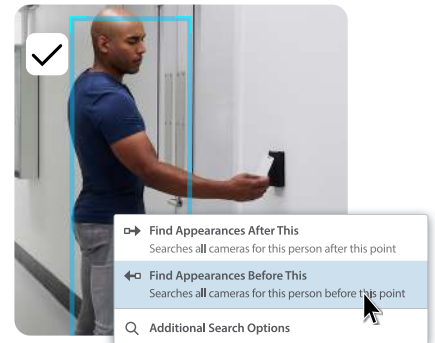 Find Appearances After This
Searches all cameras for this person after this point
Find Appearances Before This
Searches all cameras for this person before this point
Additional Search Options